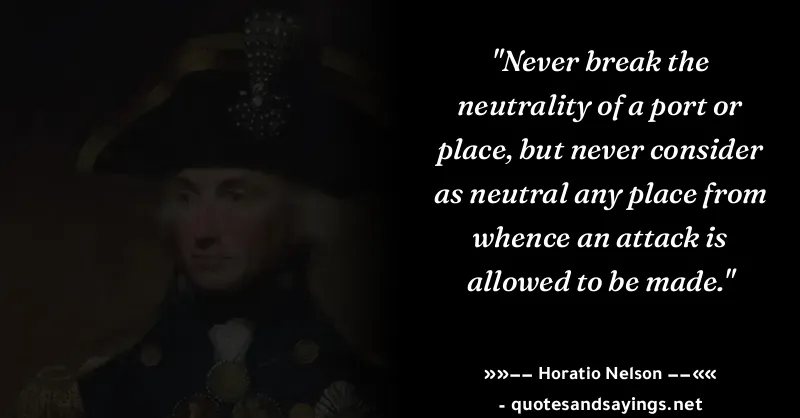 "Never break the
neutrality of a port or
place, but never consider
as neutral any place from
whence an attack is
allowed to be made."
»»−− Horatio Nelson −−««
- quotesandsayings.net